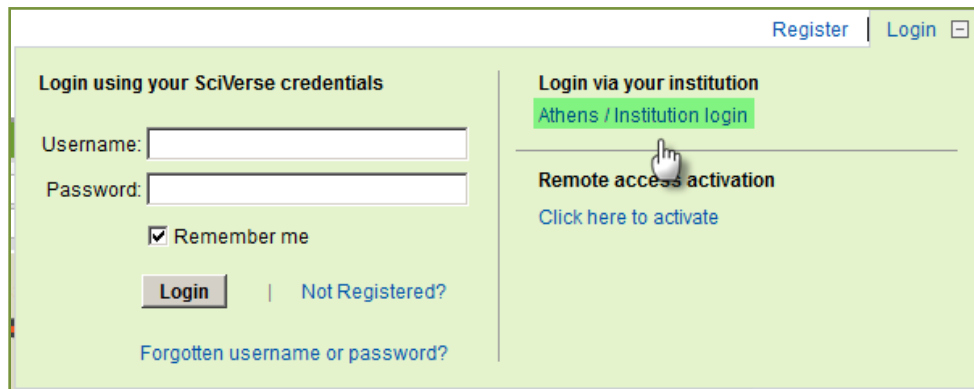 Register | Login
Login using your SciVerse credentials
Username:
Password:
Remember me
Login | Not Registered?
Forgotten username or password?
Login via your institution
Athens / Institution login
Remote access activation
Click here to activate